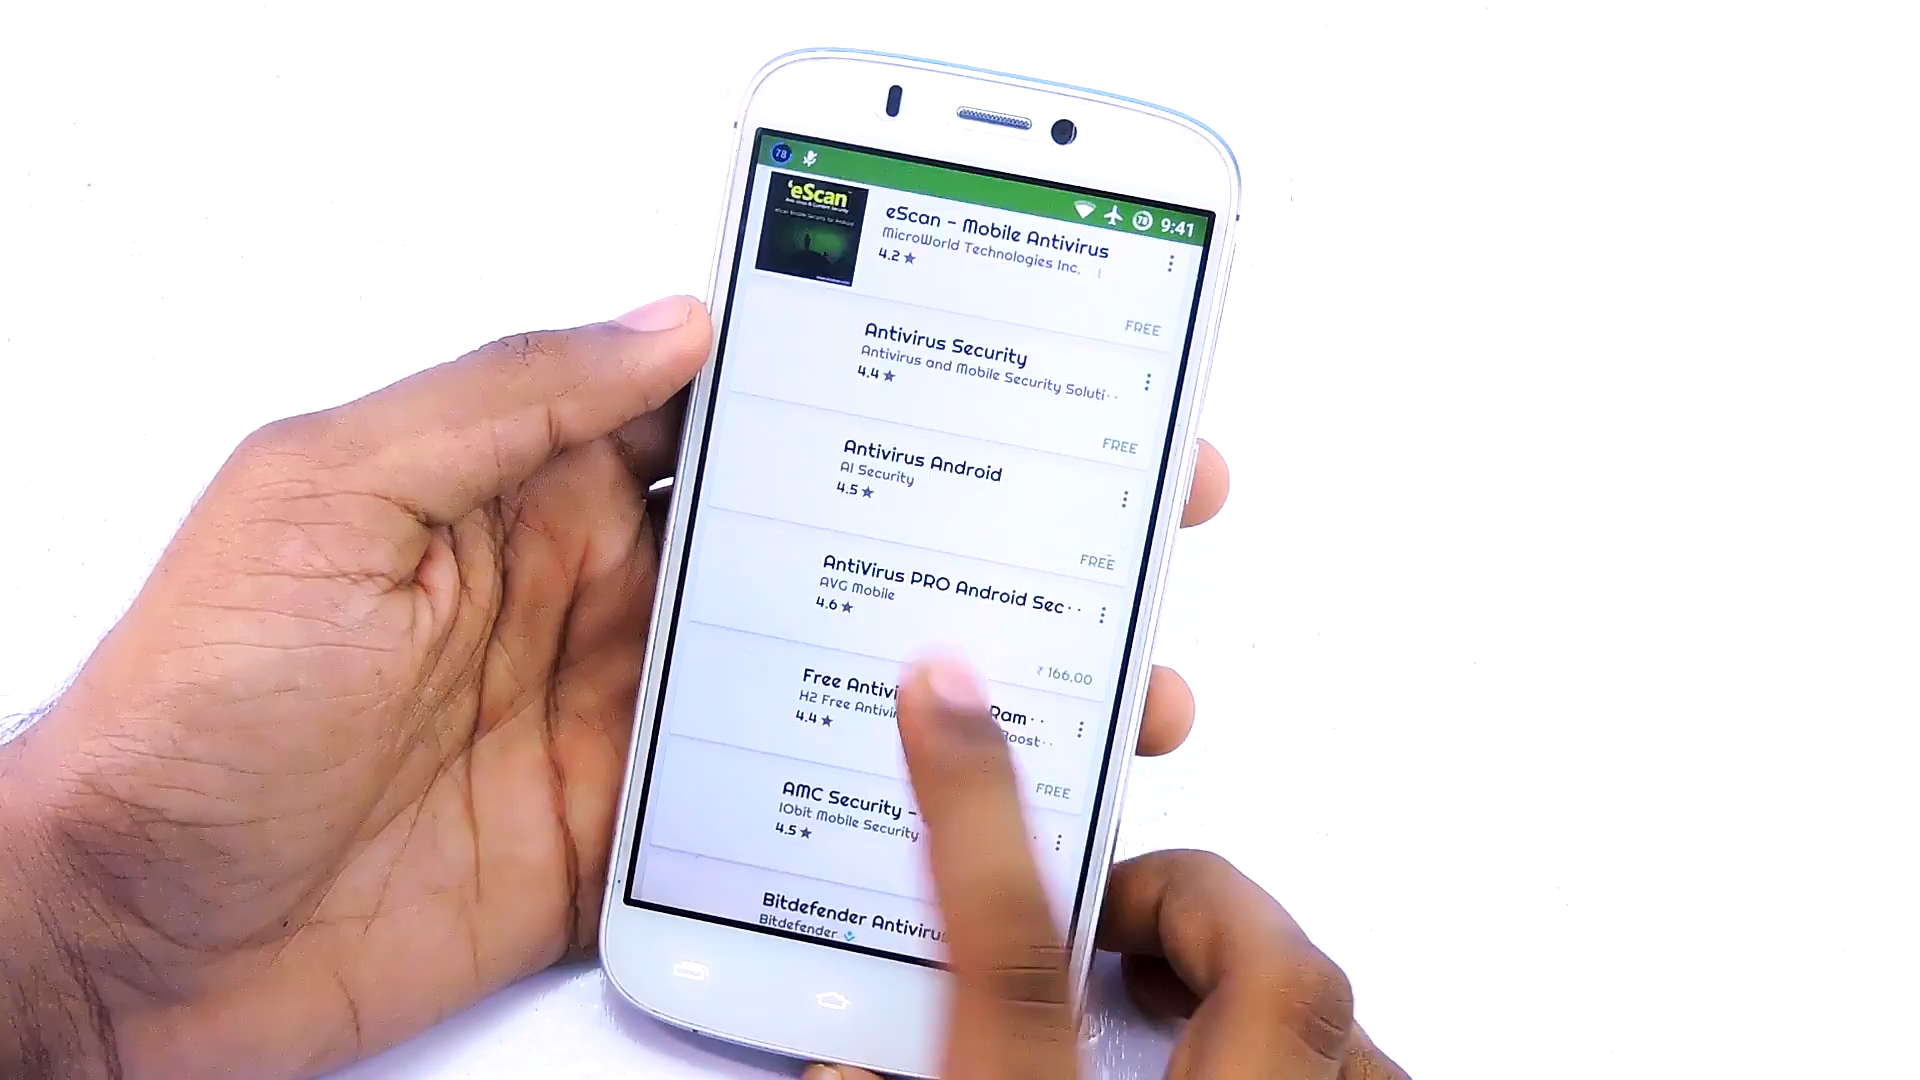 78
78 9:41
eScan
eScan - Mobile Antivirus
MicroWorld Technologies Inc.
4.2★
FREE
Antivirus Security
Antivirus and Mobile Security Soluti··
4.4★
FREE
Antivirus Android
AI Security
4.5★
FREE
AntiVirus PRO Android Sec··
AVG Mobile
4.6★
₹ 166.00
Free Antivi Ram··
H2 Free Antivi Boost··
4.4★
FREE
AMC Security -
IObit Mobile Security
4.5★
Bitdefender Antivirus
Bitdefender